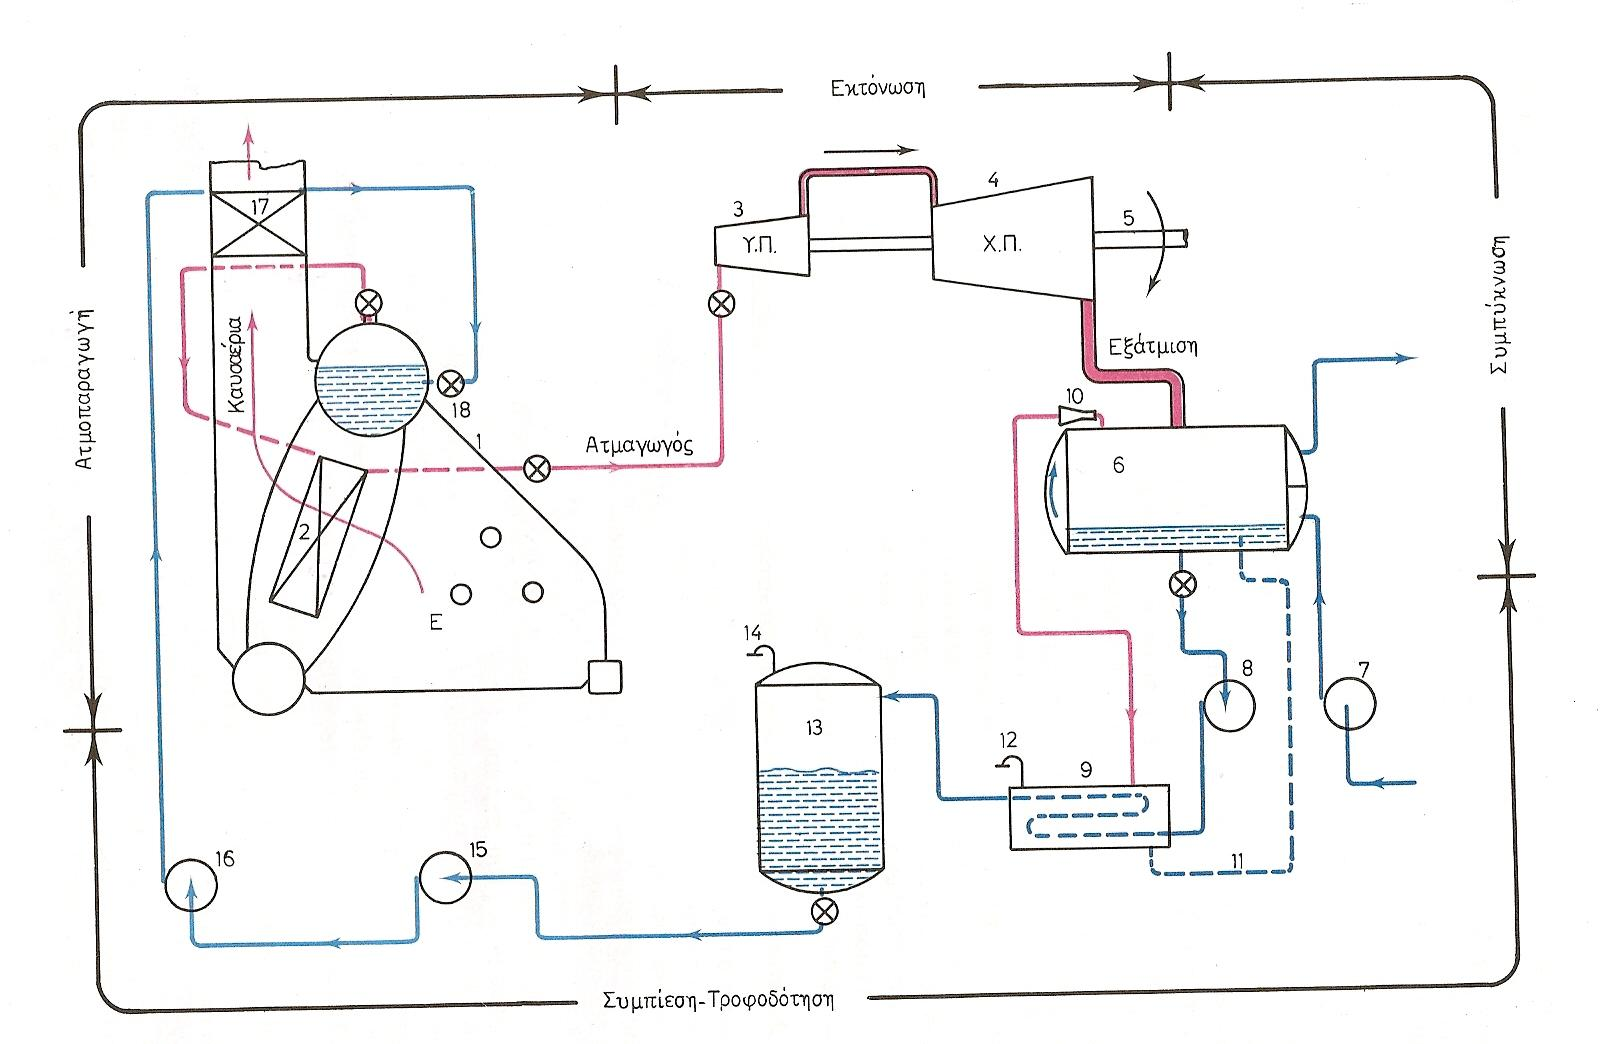 Εκτόνωση
17
3
4
5
Υ.Π.
Χ.Π.
Ατμοπαραγωγή
Συμπύκνωση
Καυσαέρια
Εξάτμιση
18
10
1
Ατμαγωγός
6
2
Ε
14
8
7
13
12
9
16
15
11
Συμπίεση-Τροφοδότηση